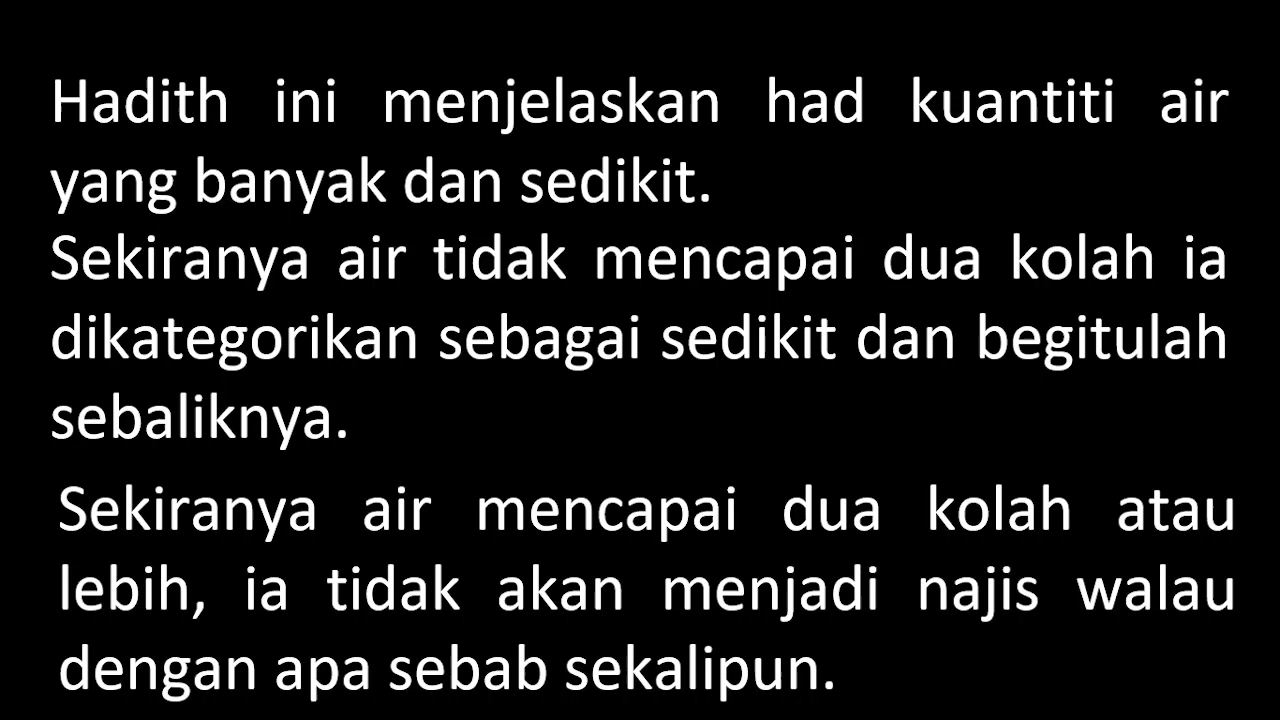 Hadith ini menjelaskan had kuantiti air
yang banyak dan sedikit.
Sekiranya air tidak mencapai dua kolah ia
dikategorikan sebagai sedikit dan begitulah
sebaliknya.
Sekiranya air mencapai dua kolah atau
lebih, ia tidak akan menjadi najis walau
dengan apa sebab sekalipun.